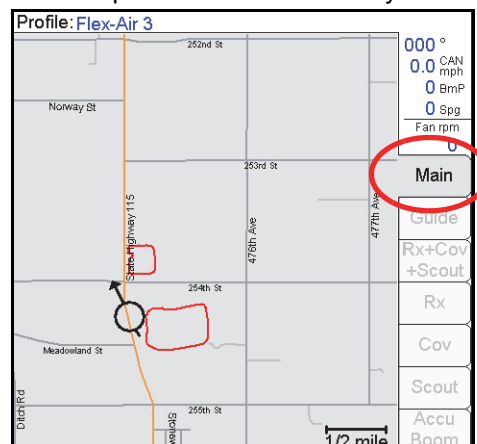 Profile: Flex-Air 3
252nd St
Norway St
253rd St
State Highway 115
476th Ave
477th Ave
254th St
Meadowland St
Ditch Rd
255th St
1/2 mile
000 °
0.0 CAN mph
0 BmP
0 Spg
Fan rpm
0
Main
Guide
Rx+Cov
+Scout
Rx
Cov
Scout
Accu
Boom